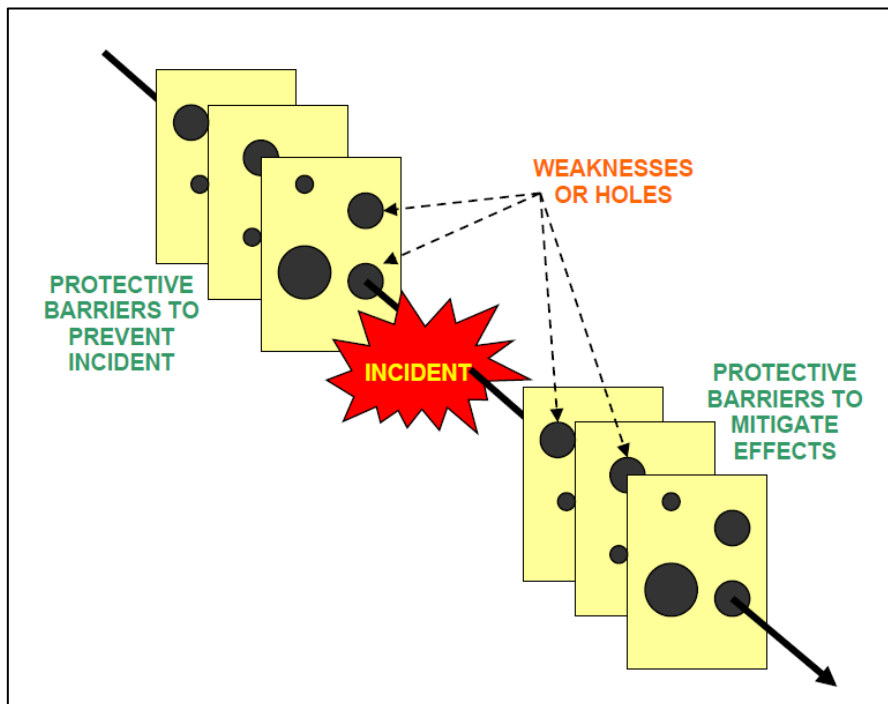 WEAKNESSES
OR HOLES
PROTECTIVE
BARRIERS TO
PREVENT
INCIDENT
INCIDENT
PROTECTIVE
BARRIERS TO
MITIGATE
EFFECTS